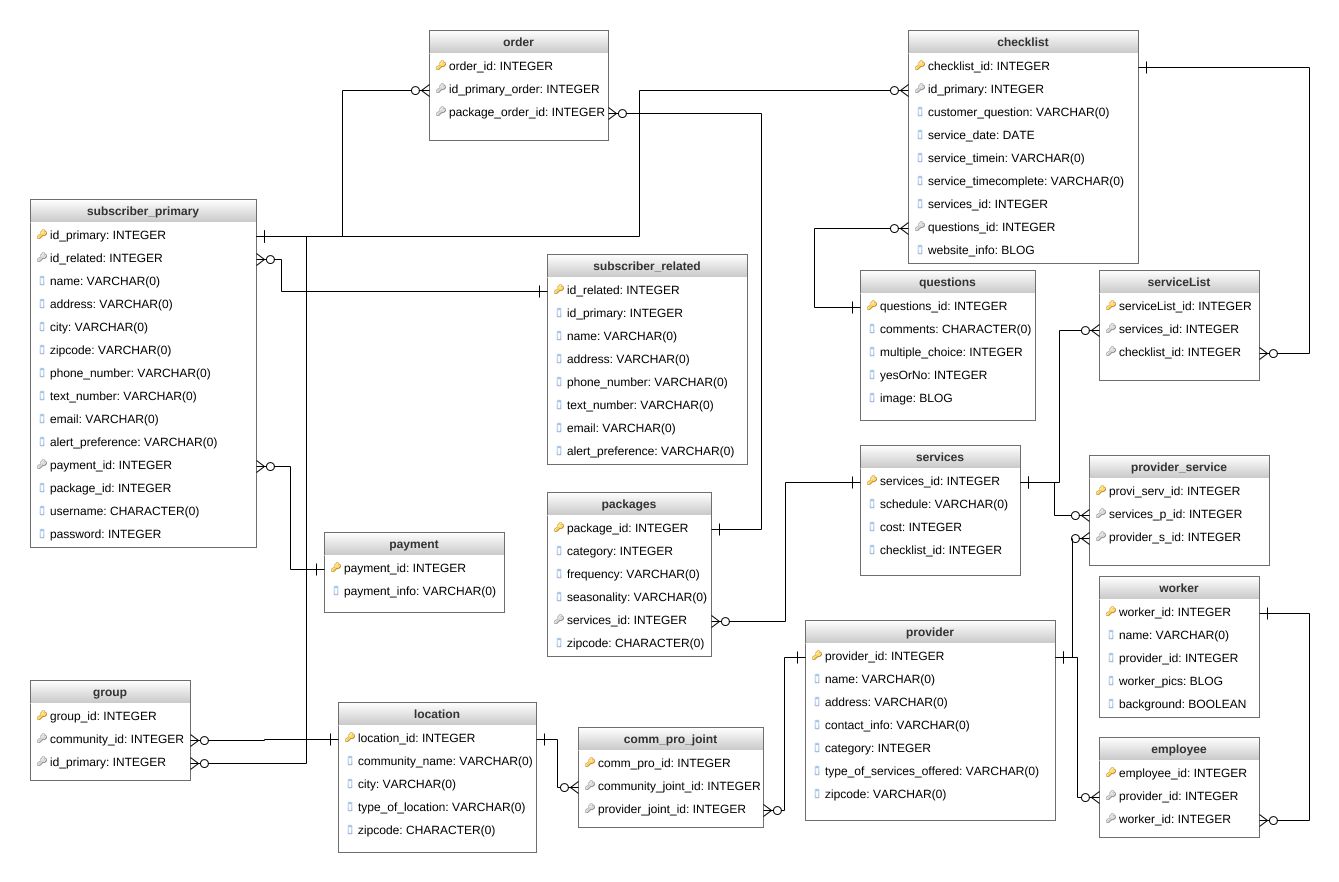 order
order_id: INTEGER
id_primary_order: INTEGER
package_order_id: INTEGER
checklist
checklist_id: INTEGER
id_primary: INTEGER
customer_question: VARCHAR(0)
service_date: DATE
service_timein: VARCHAR(0)
service_timecomplete: VARCHAR(0)
services_id: INTEGER
questions_id: INTEGER
website_info: BLOG
subscriber_primary
id_primary: INTEGER
id_related: INTEGER
name: VARCHAR(0)
address: VARCHAR(0)
city: VARCHAR(0)
zipcode: VARCHAR(0)
phone_number: VARCHAR(0)
text_number: VARCHAR(0)
email: VARCHAR(0)
alert_preference: VARCHAR(0)
payment_id: INTEGER
package_id: INTEGER
username: CHARACTER(0)
password: INTEGER
subscriber_related
id_related: INTEGER
id_primary: INTEGER
name: VARCHAR(0)
address: VARCHAR(0)
phone_number: VARCHAR(0)
text_number: VARCHAR(0)
email: VARCHAR(0)
alert_preference: VARCHAR(0)
questions
questions_id: INTEGER
comments: CHARACTER(0)
multiple_choice: INTEGER
yesOrNo: INTEGER
image: BLOG
serviceList
serviceList_id: INTEGER
services_id: INTEGER
checklist_id: INTEGER
services
services_id: INTEGER
schedule: VARCHAR(0)
cost: INTEGER
checklist_id: INTEGER
provider_service
provi_serv_id: INTEGER
services_p_id: INTEGER
provider_s_id: INTEGER
packages
package_id: INTEGER
category: INTEGER
frequency: INTEGER
seasonality: VARCHAR(0)
services_id: INTEGER
zipcode: CHARACTER(0)
payment
payment_id: INTEGER
payment_info: VARCHAR(0)
worker
worker_id: INTEGER
name: VARCHAR(0)
provider_id: INTEGER
worker_pics: BLOG
background: BOOLEAN
provider
provider_id: INTEGER
name: VARCHAR(0)
address: VARCHAR(0)
contact_info: VARCHAR(0)
category: INTEGER
type_of_services_offered: VARCHAR(0)
zipcode: VARCHAR(0)
group
group_id: INTEGER
community_id: INTEGER
id_primary: INTEGER
location
location_id: INTEGER
community_name: VARCHAR(0)
city: VARCHAR(0)
type_of_location: VARCHAR(0)
zipcode: CHARACTER(0)
comm_pro_joint
comm_pro_id: INTEGER
community_joint_id: INTEGER
provider_joint_id: INTEGER
employee
employee_id: INTEGER
provider_id: INTEGER
worker_id: INTEGER